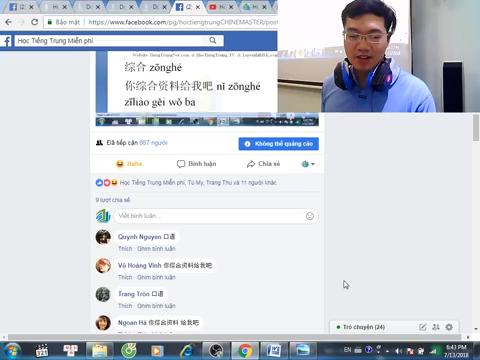 Bảo mật
https://www.facebook.com/pg/hoctiengtrungCHINEMASTER/post
Học Tiếng Trung Miễn phí
综合 zōnghé
你综合资料给我吧 nǐ zōnghé
zīliào gěi wǒ ba
Đã tiếp cận 687 người
Không thể quảng cáo
Haha
Bình luận
Chia sẻ
Học Tiếng Trung Miễn phí, Tú My, Trang Thu và 11 người khác
9 lượt chia sẻ
Viết bình luận...
Quynh Nguyen 口语
Thích · Ghim bình luận
Vũ Hoàng Vinh 你综合资料给我吧
Thích · Ghim bình luận
Trang Tròn 口语
Thích · Ghim bình luận
Ngoan Hà 你综合资料 给我吧
Trò chuyện (24)
EN
6:43 PM
7/13/2018